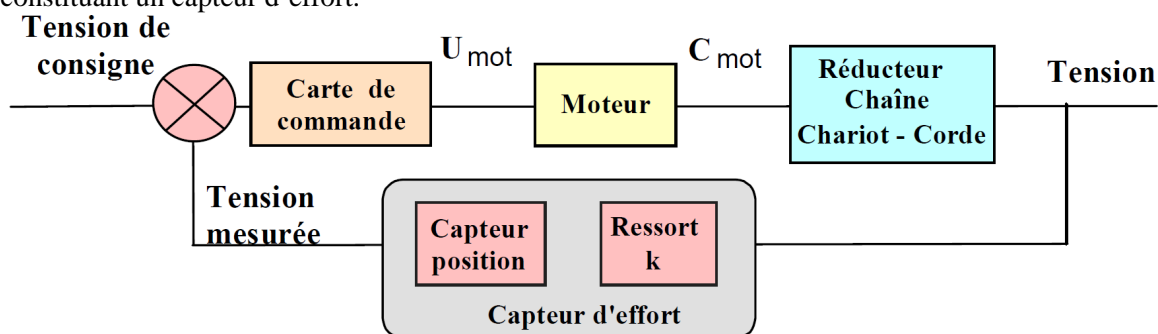 constituant un capteur d'effort.
Tension de
consigne
U mot
C mot
Carte de
commande
Moteur
Réducteur
Chaîne
Chariot - Corde
Tension
Tension
mesurée
Capteur
position
Ressort
k
Capteur d'effort